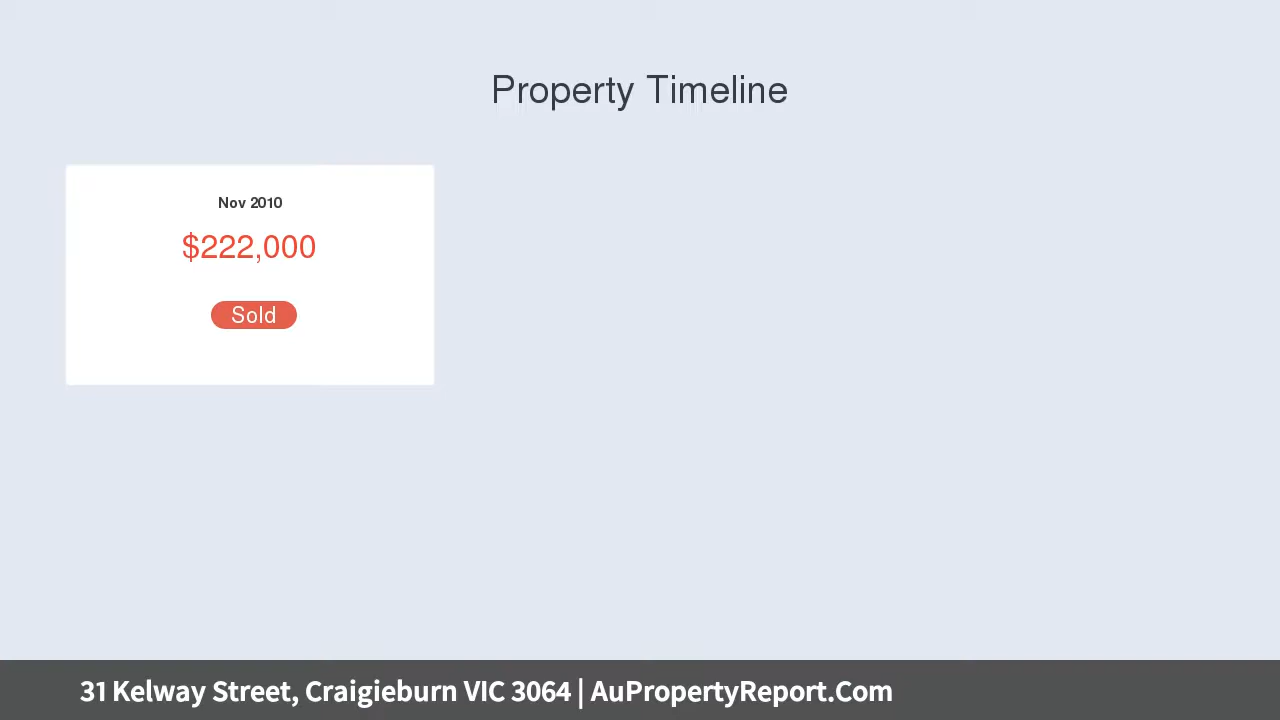 Property Timeline
Nov 2010
$222,000
Sold
31 Kelway Street, Craigieburn VIC 3064 | AuPropertyReport.Com